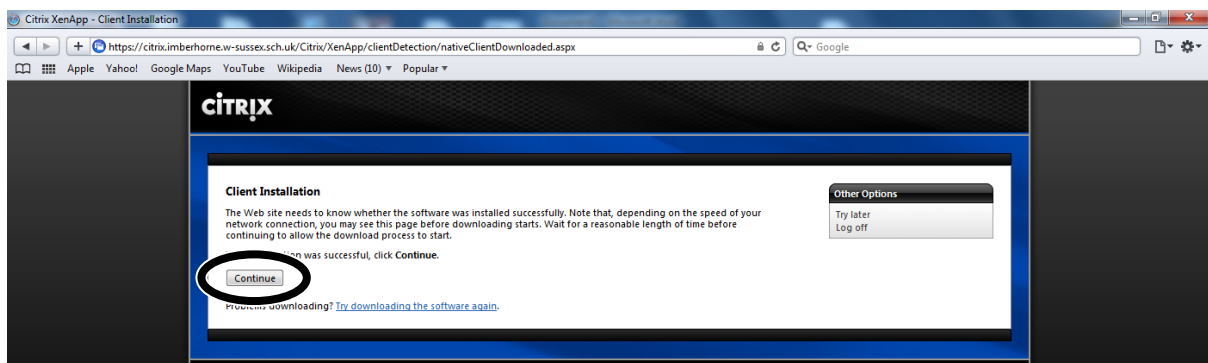 Citrix XenApp - Client Installation
https://citrix.imberhorne.w-sussex.sch.uk/Citrix/XenApp/clientDetection/nativeClientDownloaded.aspx
Google
Apple Yahoo! Google Maps YouTube Wikipedia News (10) ▾ Popular ▾
CİTRIX
Client Installation
The Web site needs to know whether the software was installed successfully. Note that, depending on the speed of your
network connection, you may see this page before downloading starts. Wait for a reasonable length of time before
continuing to allow the download process to start.
was successful, click Continue.
Continue
downloading? Try downloading the software again.
Other Options
Try later
Log off